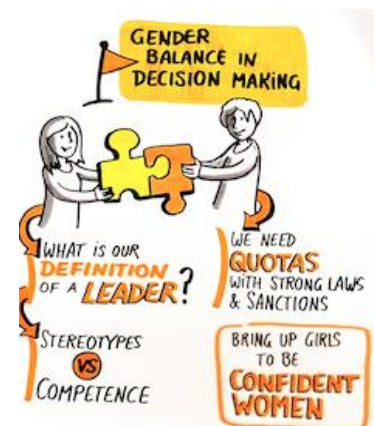 GENDER
BALANCE IN
DECISION MAKING
WHAT IS OUR
DEFINITION
OF A LEADER?
STEREOTYPES
VS
COMPETENCE
WE NEED
QUOTAS
WITH STRONG LAWS
& SANCTIONS
BRING UP GIRLS
TO BE
CONFIDENT
WOMEN